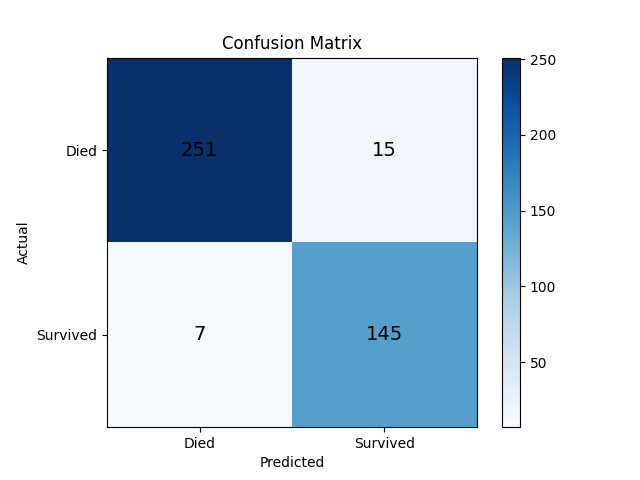 Confusion Matrix
Actual
Died
251
15
Survived
7
145
Died
Survived
Predicted
250
200
150
100
50